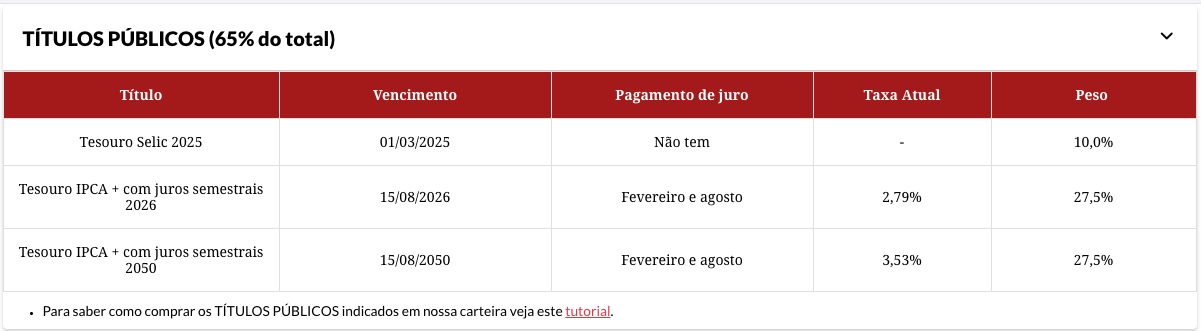 TÍTULOS PÚBLICOS (65% do total)
Título Vencimento Pagamento de juro Taxa Atual Peso
Tesouro Selic 2025 01/03/2025 Não tem - 10,0%
Tesouro IPCA + com juros semestrais
2026 15/08/2026 Fevereiro e agosto 2,79% 27,5%
Tesouro IPCA + com juros semestrais
2050 15/08/2050 Fevereiro e agosto 3,53% 27,5%
• Para saber como comprar os TÍTULOS PÚBLICOS indicados em nossa carteira veja este tutorial.